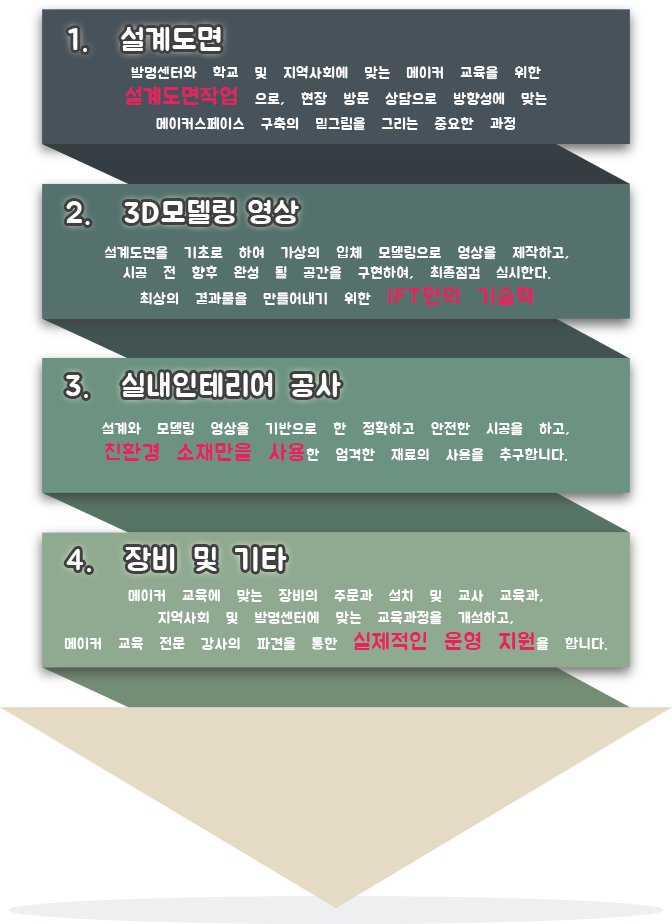 1. 설계도면
발명센터와 학교 및 지역사회에 맞는 메이커 교육을 위한
설계도면작업 으로, 현장 방문 상담으로 방향성에 맞는
메이커스페이스 구축의 밑그림을 그리는 중요한 과정
2. 3D모델링 영상
설계도면을 기초로 하여 가상의 입체 모델링으로 영상을 제작하고,
시공 전 향후 완성 될 공간을 구현하여, 최종점검 실시한다.
최상의 결과물을 만들어내기 위한 IFT만의 기술력
3. 실내인테리어 공사
설계와 모델링 영상을 기반으로 한 정확하고 안전한 시공을 하고,
친환경 소재만을 사용한 엄격한 재료의 사용을 추구합니다.
4. 장비 및 기타
메이커 교육에 맞는 장비의 주문과 설치 및 교사 교육과,
지역사회 및 발명센터에 맞는 교육과정을 개설하고,
메이커 교육 전문 강사의 파견을 통한 실제적인 운영 지원을 합니다.